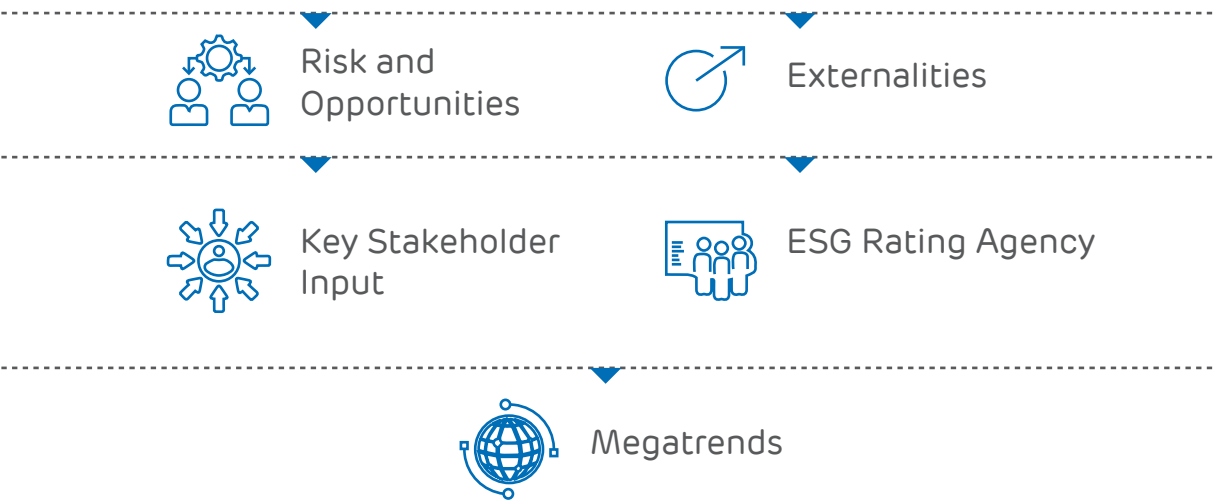 Risk and
Opportunities
Externalities
Key Stakeholder
Input
ESG Rating Agency
Megatrends